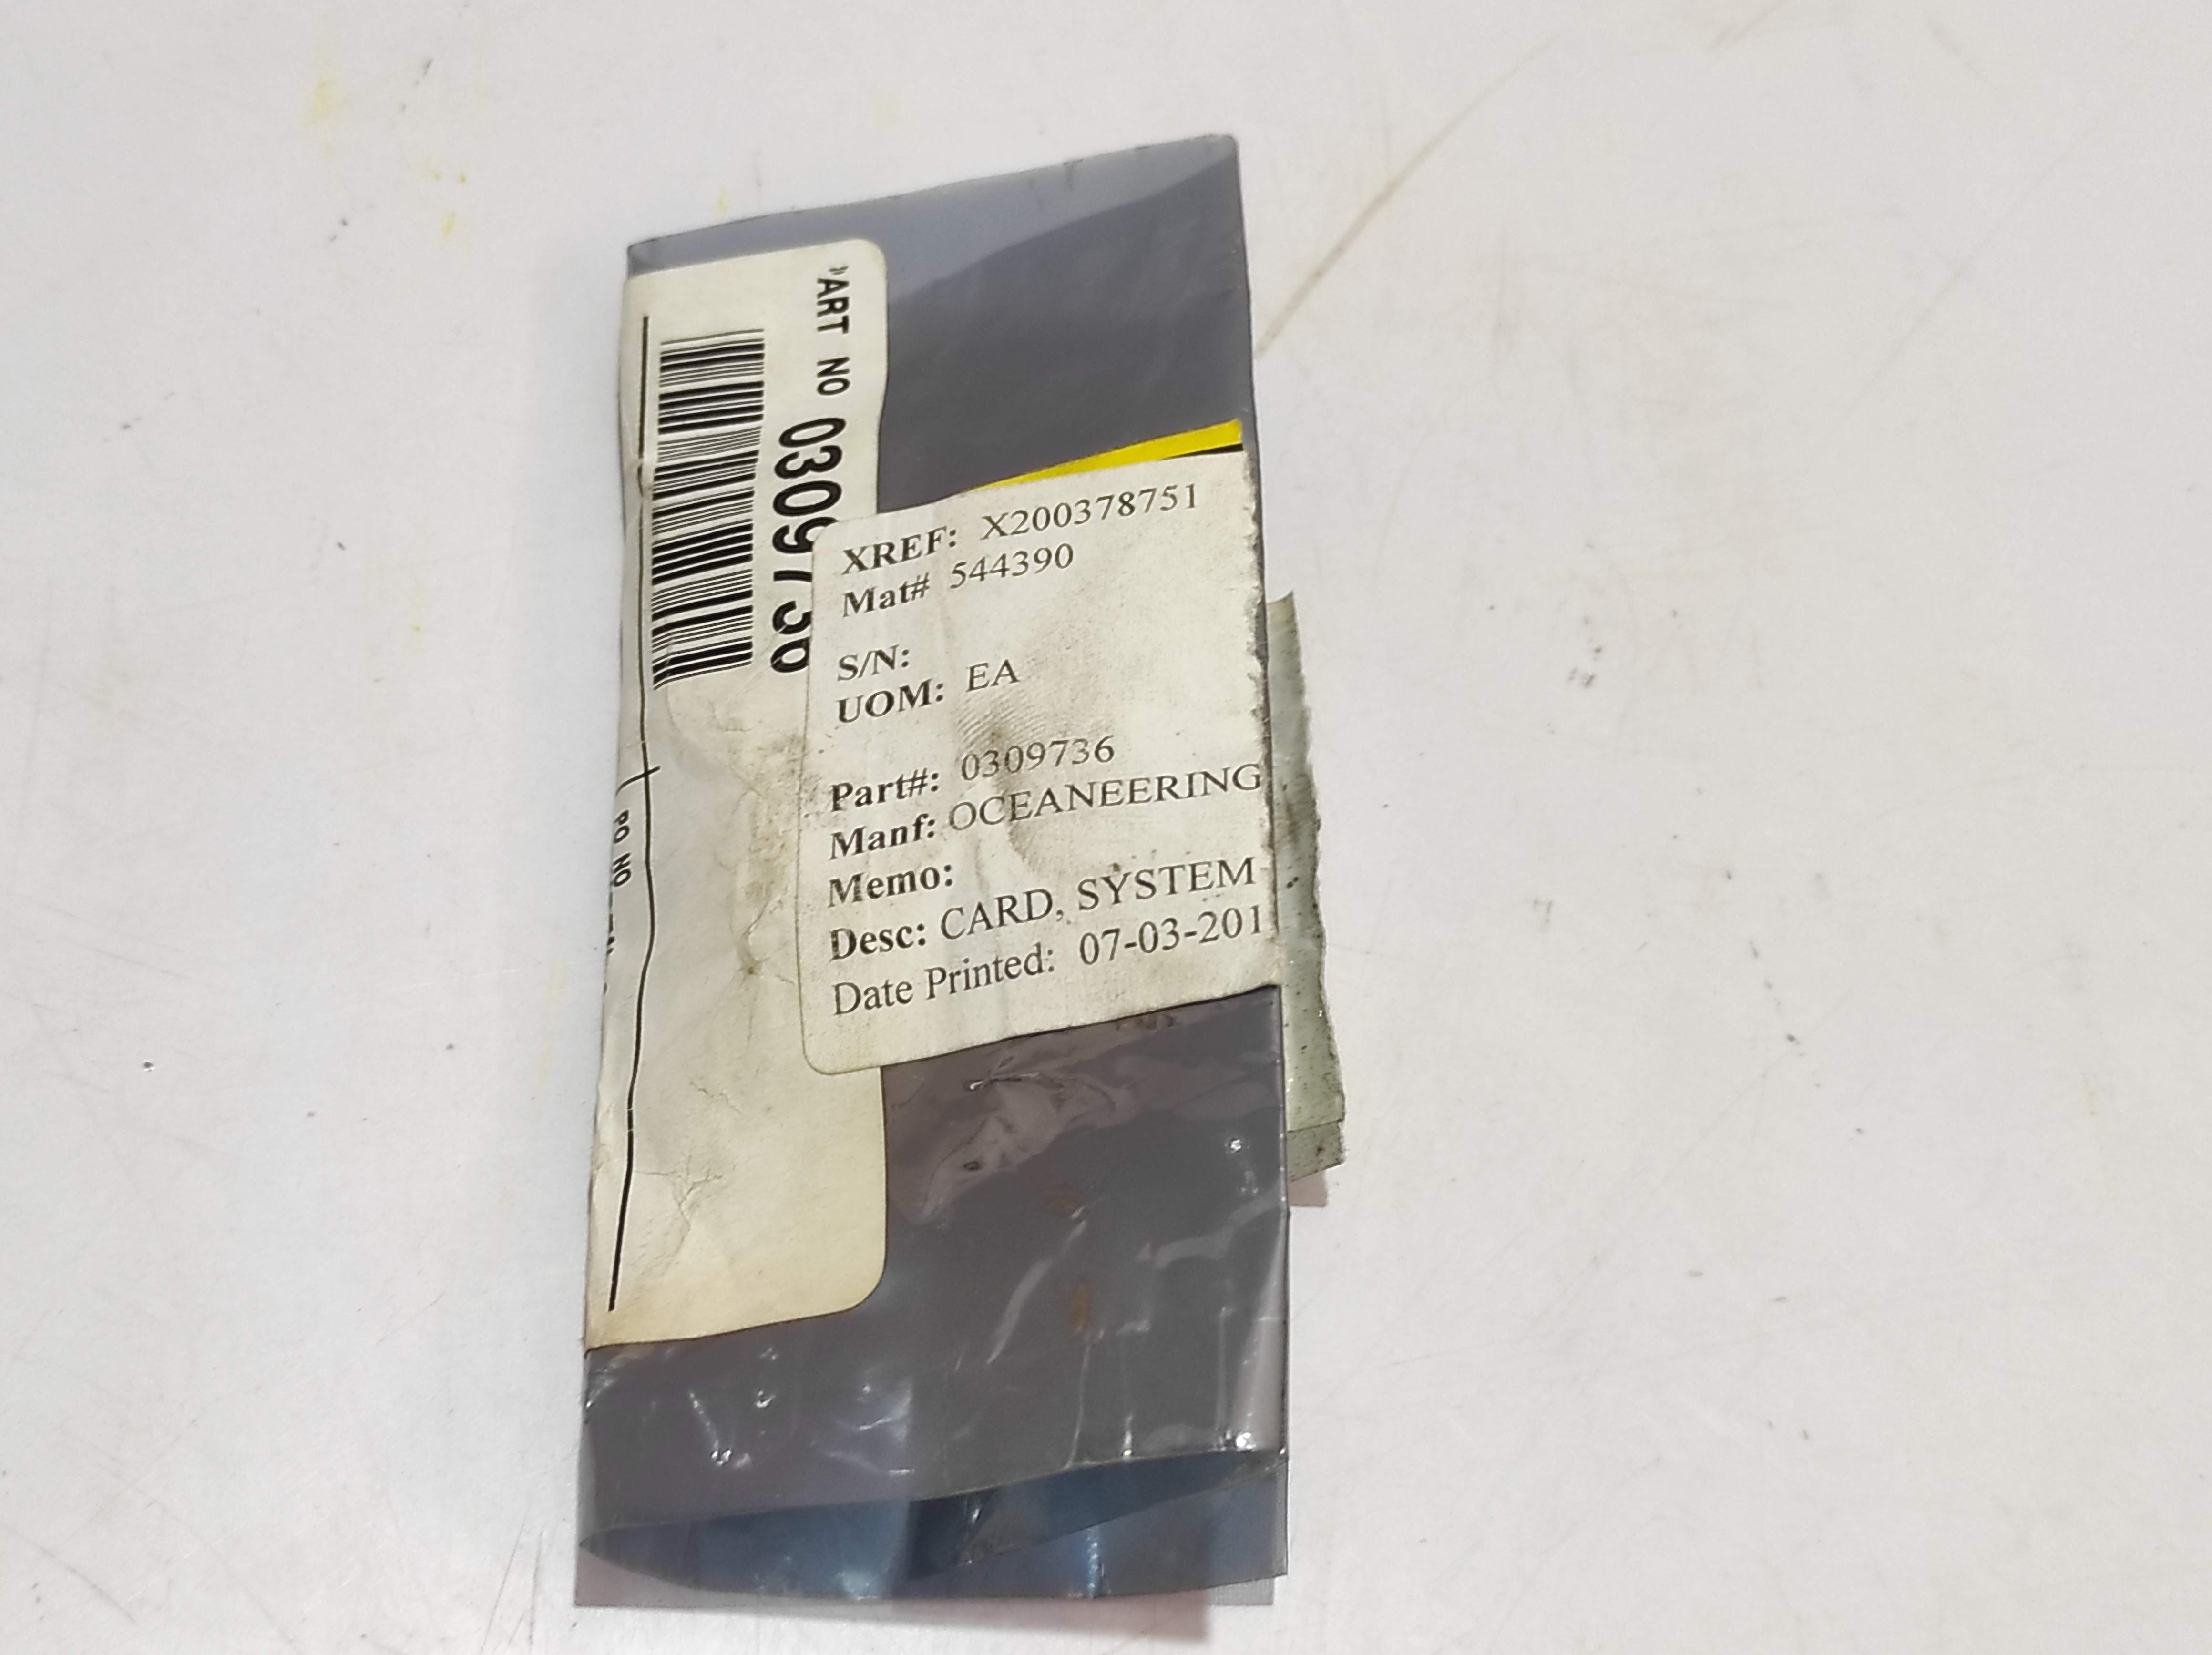 PART NO 0309736
PO NO
XREF: X200378751
Mat# 544390
S/N:
UOM: EA
Part#: 0309736
Manf: OCEANEERING
Memo:
Desc: CARD, SYSTEM
Date Printed: 07-03-201